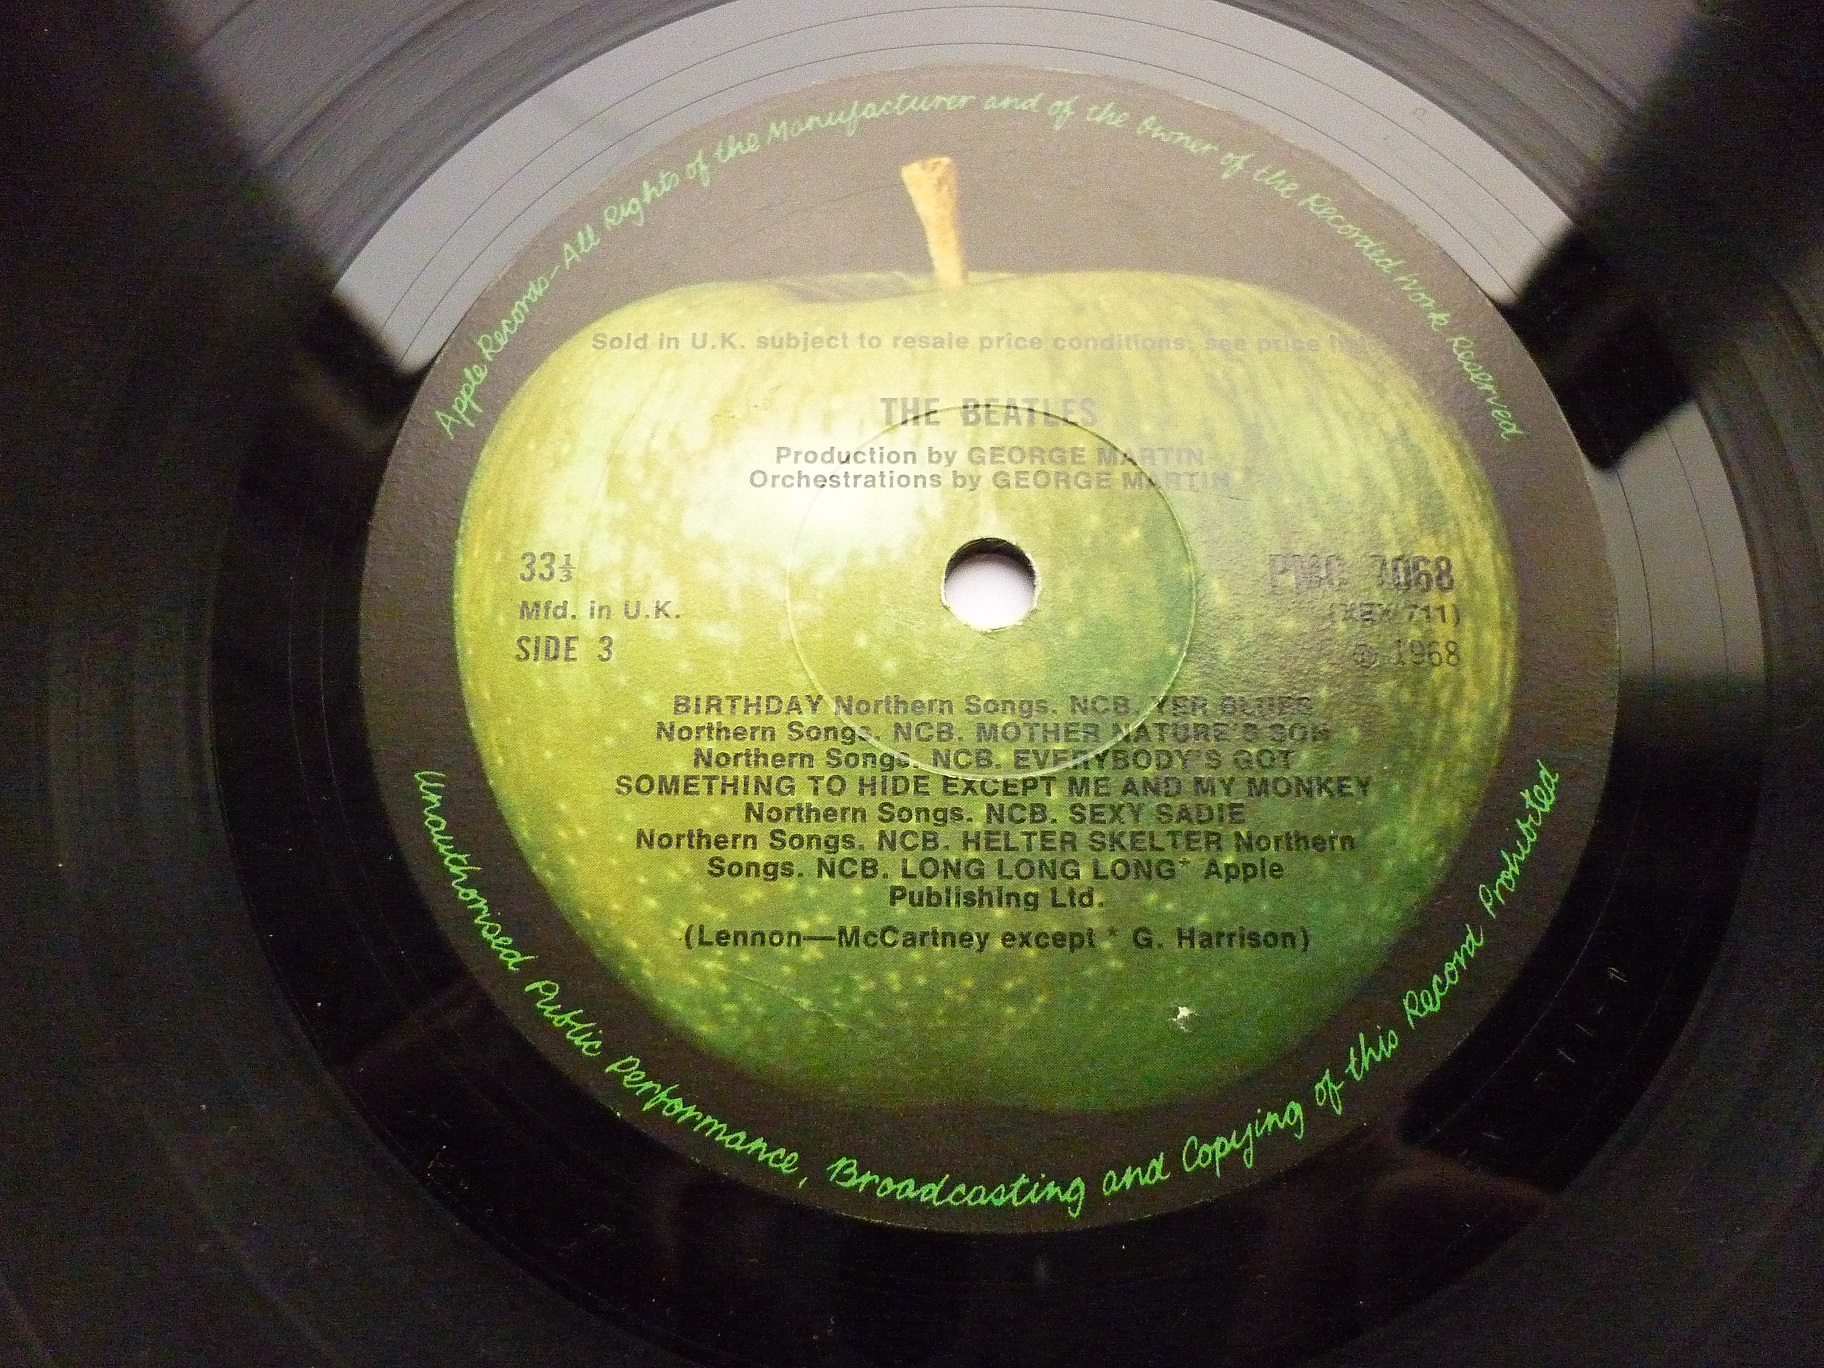 Apple Records—All Rights of the Manufacturer and of the Owner of the Recorded Work Reserved
Sold in U.K. subject to resale price conditions, see price list
THE BEATLES
Production by GEORGE MARTIN
Orchestrations by GEORGE MARTIN
33⅓
PMC 7068
Mfd. in U.K.
(XEX 711)
SIDE 3
℗ 1968
BIRTHDAY Northern Songs. NCB. YER BLUES
Northern Songs. NCB. MOTHER NATURE'S SON
Northern Songs. NCB. EVERYBODY'S GOT
SOMETHING TO HIDE EXCEPT ME AND MY MONKEY
Northern Songs. NCB. SEXY SADIE
Northern Songs. NCB. HELTER SKELTER Northern
Songs. NCB. LONG LONG LONG* Apple
Publishing Ltd.
(Lennon—McCartney except * G. Harrison)
Unauthorised Public Performance, Broadcasting and Copying of this Record Prohibited